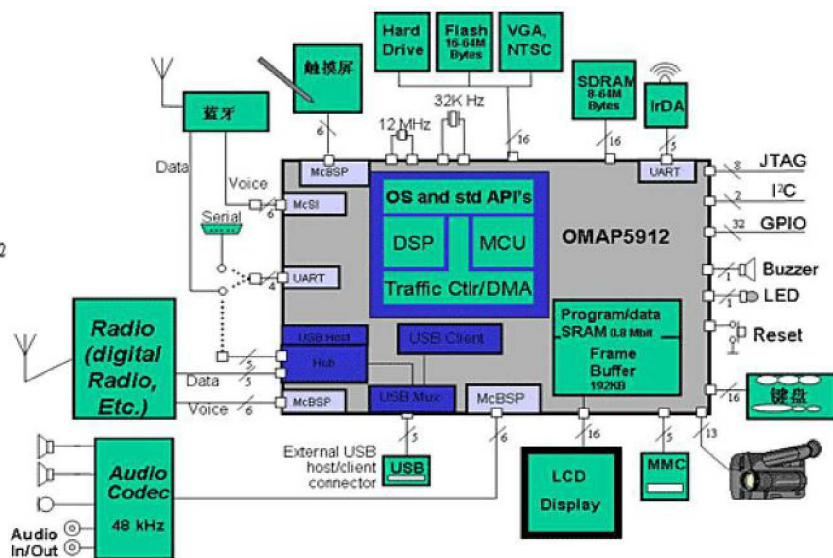 Hard
Drive
Flash
16-64M
Bytes
VGA,
NTSC
触摸屏
SDRAM
8-64M
Bytes
IrDA
蓝牙
32K Hz
12 MHz
6
16
16
5
Data
Voice
6
McBSP
UART
8
JTAG
McSI
OS and std API's
2
I²C
Serial
32
GPIO
DSP
MCU
OMAP5912
2
UART
4
1
Buzzer
Traffic Ctlr/DMA
1
LED
Radio
(digital
Radio,
Etc.)
Program/data
SRAM 0.8 Mbit
Reset
USB Host
USB Client
Hub
Frame
Buffer
192KB
5
Data
5
Voice
6
McBSP
USB Mux
McBSP
16
键盘
5
6
16
5
13
External USB
host/client
connector
USB
MMC
LCD
Display
Audio
Codec
48 kHz
Audio
In/Out